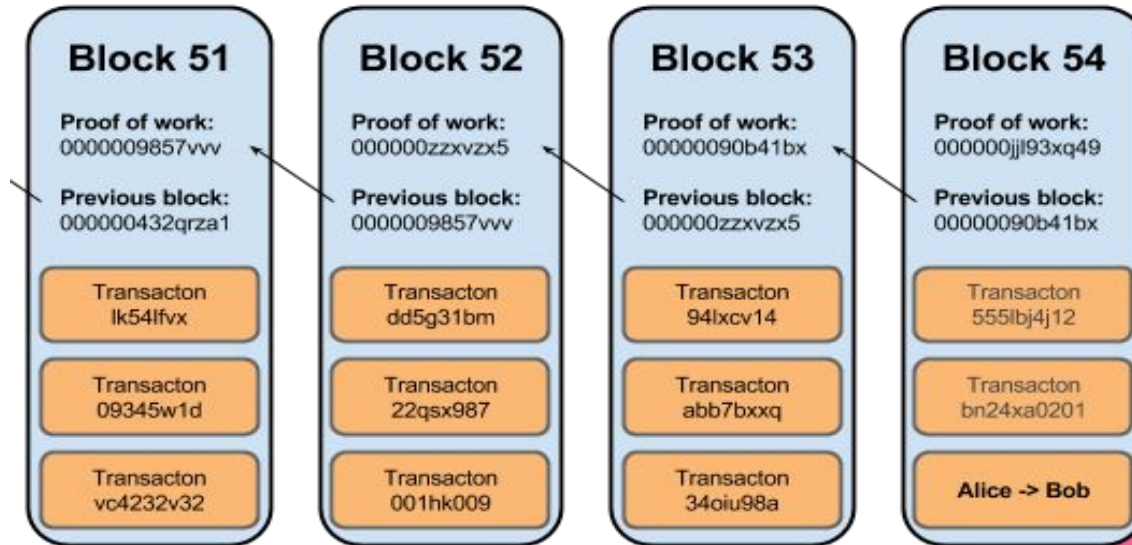 Block 51
Proof of work:
0000009857vvv
Previous block:
000000432qrza1
Transacton
lk54lfvx
Transacton
09345w1d
Transacton
vc4232v32
Block 52
Proof of work:
000000zzxvzx5
Previous block:
0000009857vvv
Transacton
dd5g31bm
Transacton
22qsx987
Transacton
001hk009
Block 53
Proof of work:
00000090b41bx
Previous block:
000000zzxvzx5
Transacton
94lxcv14
Transacton
abb7bxxq
Transacton
34oiu98a
Block 54
Proof of work:
000000jjl93xq49
Previous block:
00000090b41bx
Transacton
555lbj4j12
Transacton
bn24xa0201
Alice -> Bob